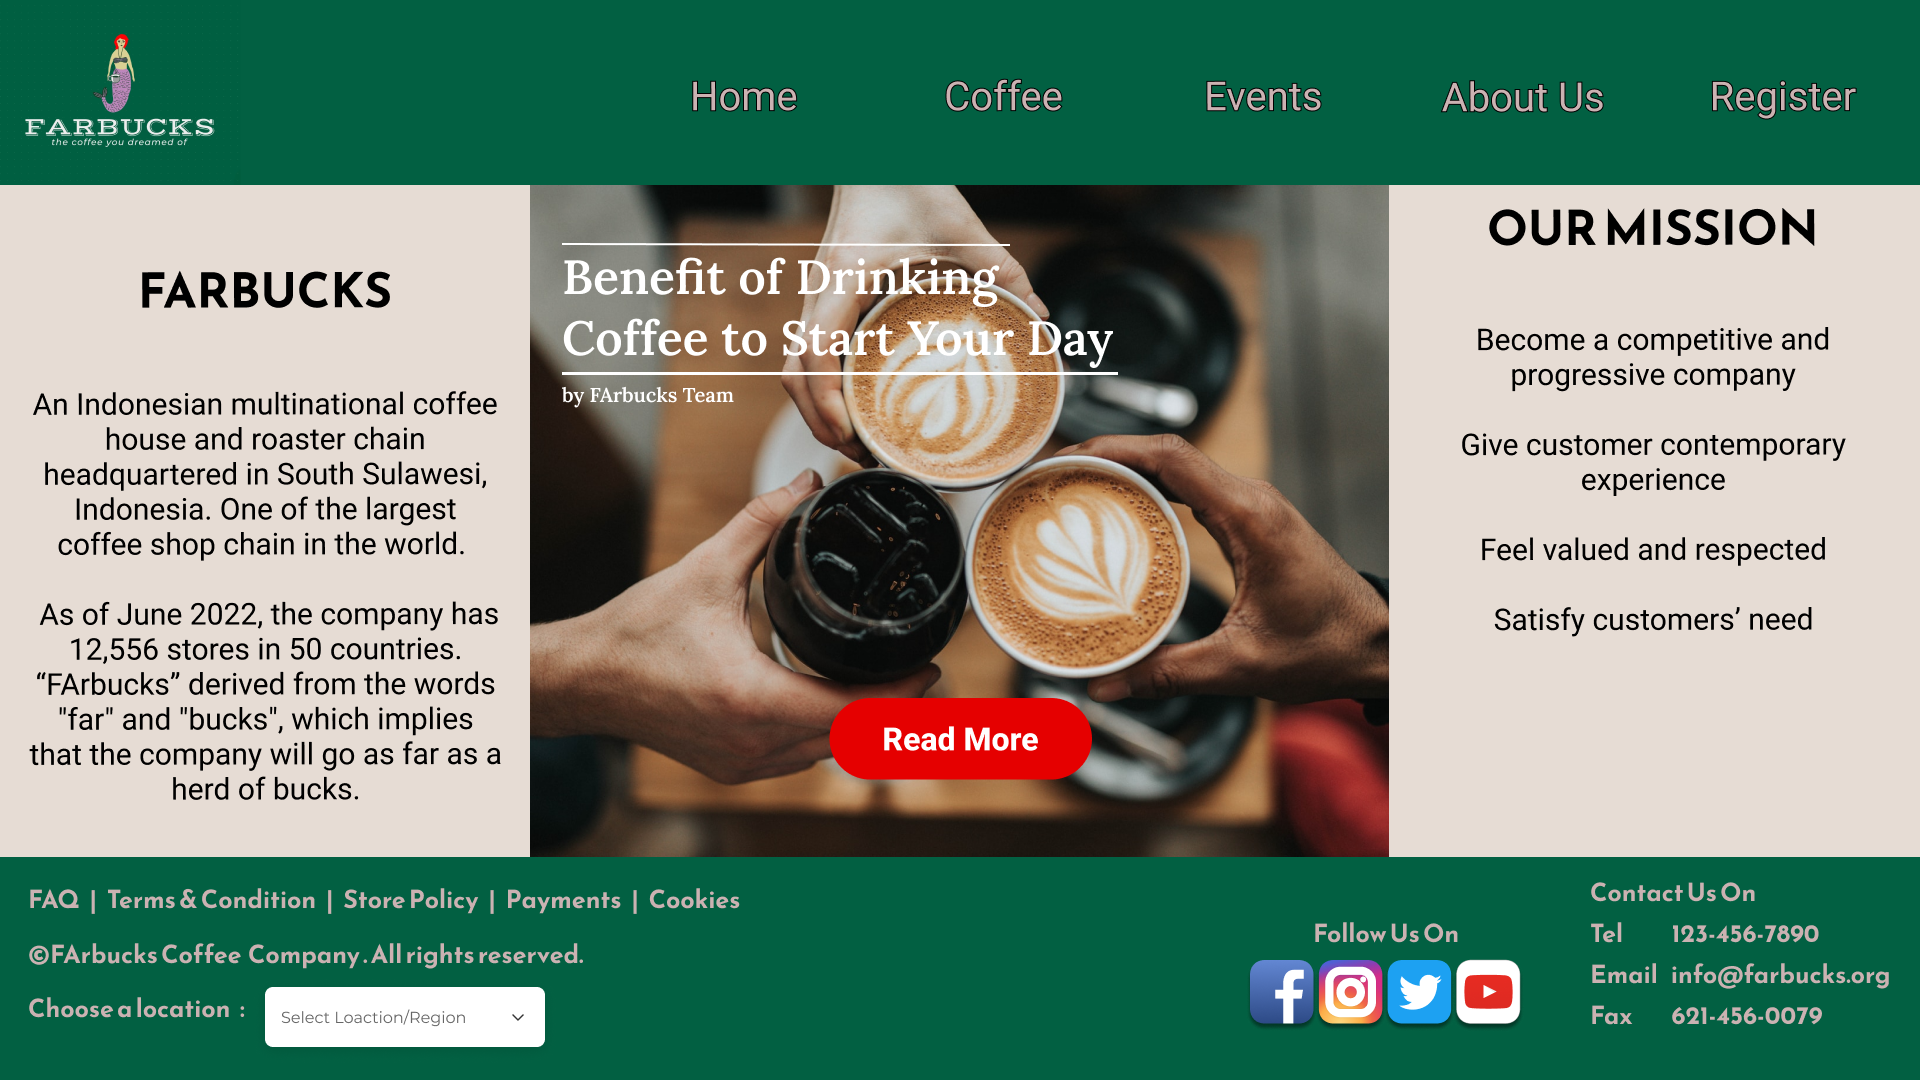 FARBUCKS
the coffee you dreamed of
Home
Coffee
Events
About Us
Register
FARBUCKS
An Indonesian multinational coffee
house and roaster chain
headquartered in South Sulawesi,
Indonesia. One of the largest
coffee shop chain in the world.
As of June 2022, the company has
12,556 stores in 50 countries.
“FArbucks” derived from the words
"far" and "bucks", which implies
that the company will go as far as a
herd of bucks.
Benefit of Drinking
Coffee to Start Your Day
by FArbucks Team
Read More
OUR MISSION
Become a competitive and
progressive company
Give customer contemporary
experience
Feel valued and respected
Satisfy customers’ need
FAQ | Terms & Condition | Store Policy | Payments | Cookies
©FArbucks Coffee Company. All rights reserved.
Choose a location :
Select Loaction/Region
Follow Us On
Contact Us On
Tel 123-456-7890
Email info@farbucks.org
Fax 621-456-0079